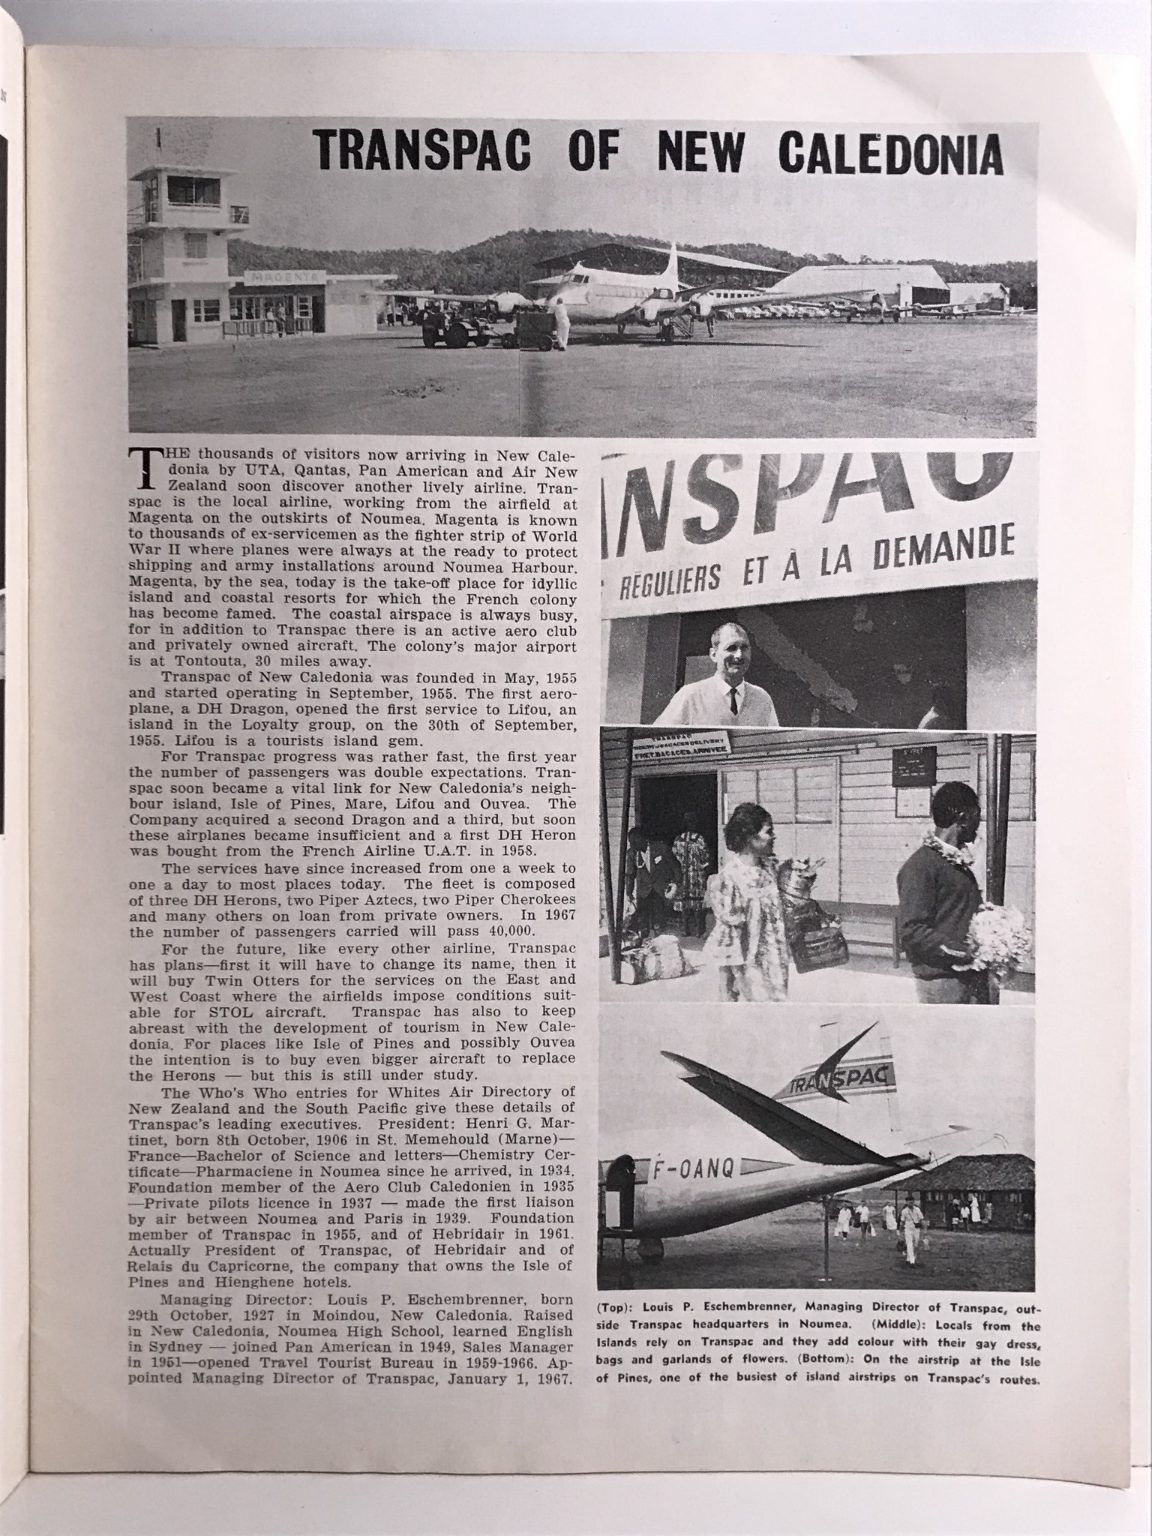 TRANSPAC OF NEW CALEDONIA
MAGENTA
THE thousands of visitors now arriving in New Cale-
donia by UTA, Qantas, Pan American and Air New
Zealand soon discover another lively airline. Tran-
spac is the local airline, working from the airfield at
Magenta on the outskirts of Noumea. Magenta is known
to thousands of ex-servicemen as the fighter strip of World
War II where planes were always at the ready to protect
shipping and army installations around Noumea Harbour.
Magenta, by the sea, today is the take-off place for idyllic
island and coastal resorts for which the French colony
has become famed. The coastal airspace is always busy,
for in addition to Transpac there is an active aero club
and privately owned aircraft. The colony's major airport
is at Tontouta, 30 miles away.
Transpac of New Caledonia was founded in May, 1955
and started operating in September, 1955. The first aero-
plane, a DH Dragon, opened the first service to Lifou, an
island in the Loyalty group, on the 30th of September,
1955. Lifou is a tourists island gem.
For Transpac progress was rather fast, the first year
the number of passengers was double expectations. Tran-
spac soon became a vital link for New Caledonia's neigh-
bour island, Isle of Pines, Mare, Lifou and Ouvea. The
Company acquired a second Dragon and a third, but soon
these airplanes became insufficient and a first DH Heron
was bought from the French Airline U.A.T. in 1958.
The services have since increased from one a week to
one a day to most places today. The fleet is composed
of three DH Herons, two Piper Aztecs, two Piper Cherokees
and many others on loan from private owners. In 1967
the number of passengers carried will pass 40,000.
For the future, like every other airline, Transpac
has plans—first it will have to change its name, then it
will buy Twin Otters for the services on the East and
West Coast where the airfields impose conditions suit-
able for STOL aircraft. Transpac has also to keep
abreast with the development of tourism in New Cale-
donia. For places like Isle of Pines and possibly Ouvea
the intention is to buy even bigger aircraft to replace
the Herons — but this is still under study.
The Who's Who entries for Whites Air Directory of
New Zealand and the South Pacific give these details of
Transpac's leading executives. President: Henri G. Mar-
tinet, born 8th October, 1906 in St. Memehould (Marne)—
France—Bachelor of Science and letters—Chemistry Cer-
tificate—Pharmaciene in Noumea since he arrived, in 1934.
Foundation member of the Aero Club Caledonien in 1935
—Private pilots licence in 1937 — made the first liaison
by air between Noumea and Paris in 1939. Foundation
member of Transpac in 1955, and of Hebridair in 1961.
Actually President of Transpac, of Hebridair and of
Relais du Capricorne, the company that owns the Isle of
Pines and Hienghene hotels.
Managing Director: Louis P. Eschembrenner, born
29th October, 1927 in Moindou, New Caledonia. Raised
in New Caledonia, Noumea High School, learned English
in Sydney — joined Pan American in 1949, Sales Manager
in 1951—opened Travel Tourist Bureau in 1959-1966. Ap-
pointed Managing Director of Transpac, January 1, 1967.
NSPAC
RÉGULIERS ET À LA DEMANDE
TRANSPAC
FRET.BAGAGES.ARRIVEE
TRANSPAC
F-OANQ
(Top): Louis P. Eschembrenner, Managing Director of Transpac, out-
side Transpac headquarters in Noumea. (Middle): Locals from the
Islands rely on Transpac and they add colour with their gay dress,
bags and garlands of flowers. (Bottom): On the airstrip at the Isle
of Pines, one of the busiest of island airstrips on Transpac's routes.